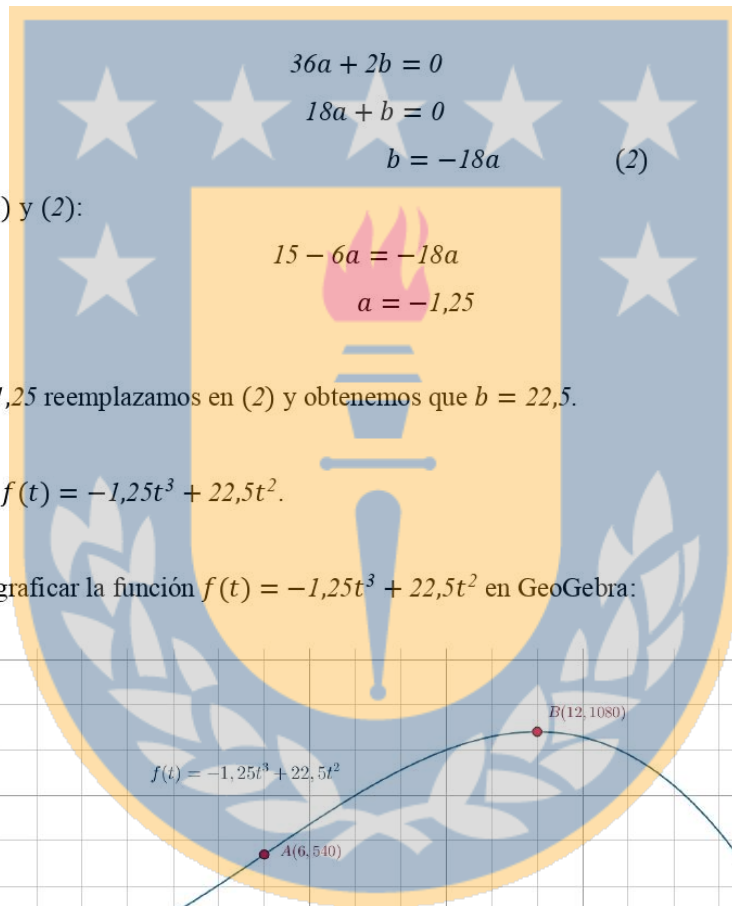 36a + 2b = 0
18a + b = 0
b = −18a (2)
) y (2):
15 − 6a = −18a
a = −1,25
1,25 reemplazamos en (2) y obtenemos que b = 22,5.
f(t) = −1,25t³ + 22,5t².
graficar la función f(t) = −1,25t³ + 22,5t² en GeoGebra:
B(12, 1080)
f(t) = −1, 25t³ + 22, 5t²
A(6, 540)